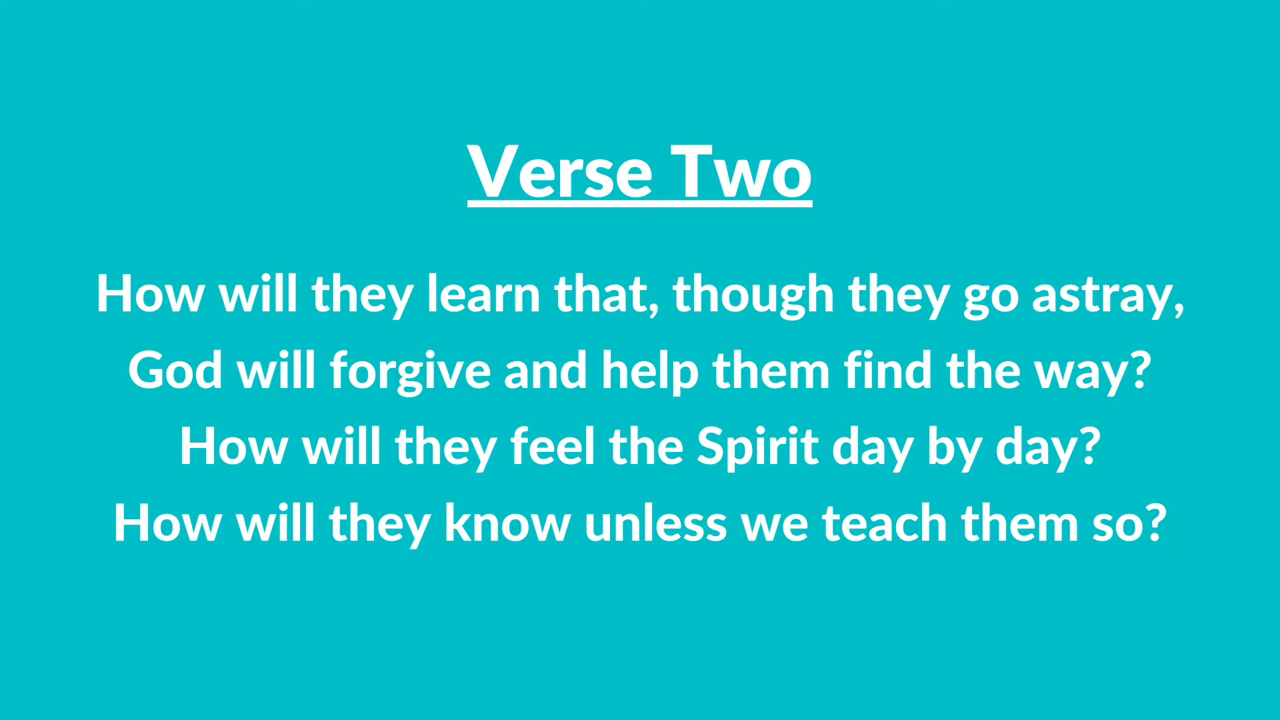 Verse Two
How will they learn that, though they go astray,
God will forgive and help them find the way?
How will they feel the Spirit day by day?
How will they know unless we teach them so?